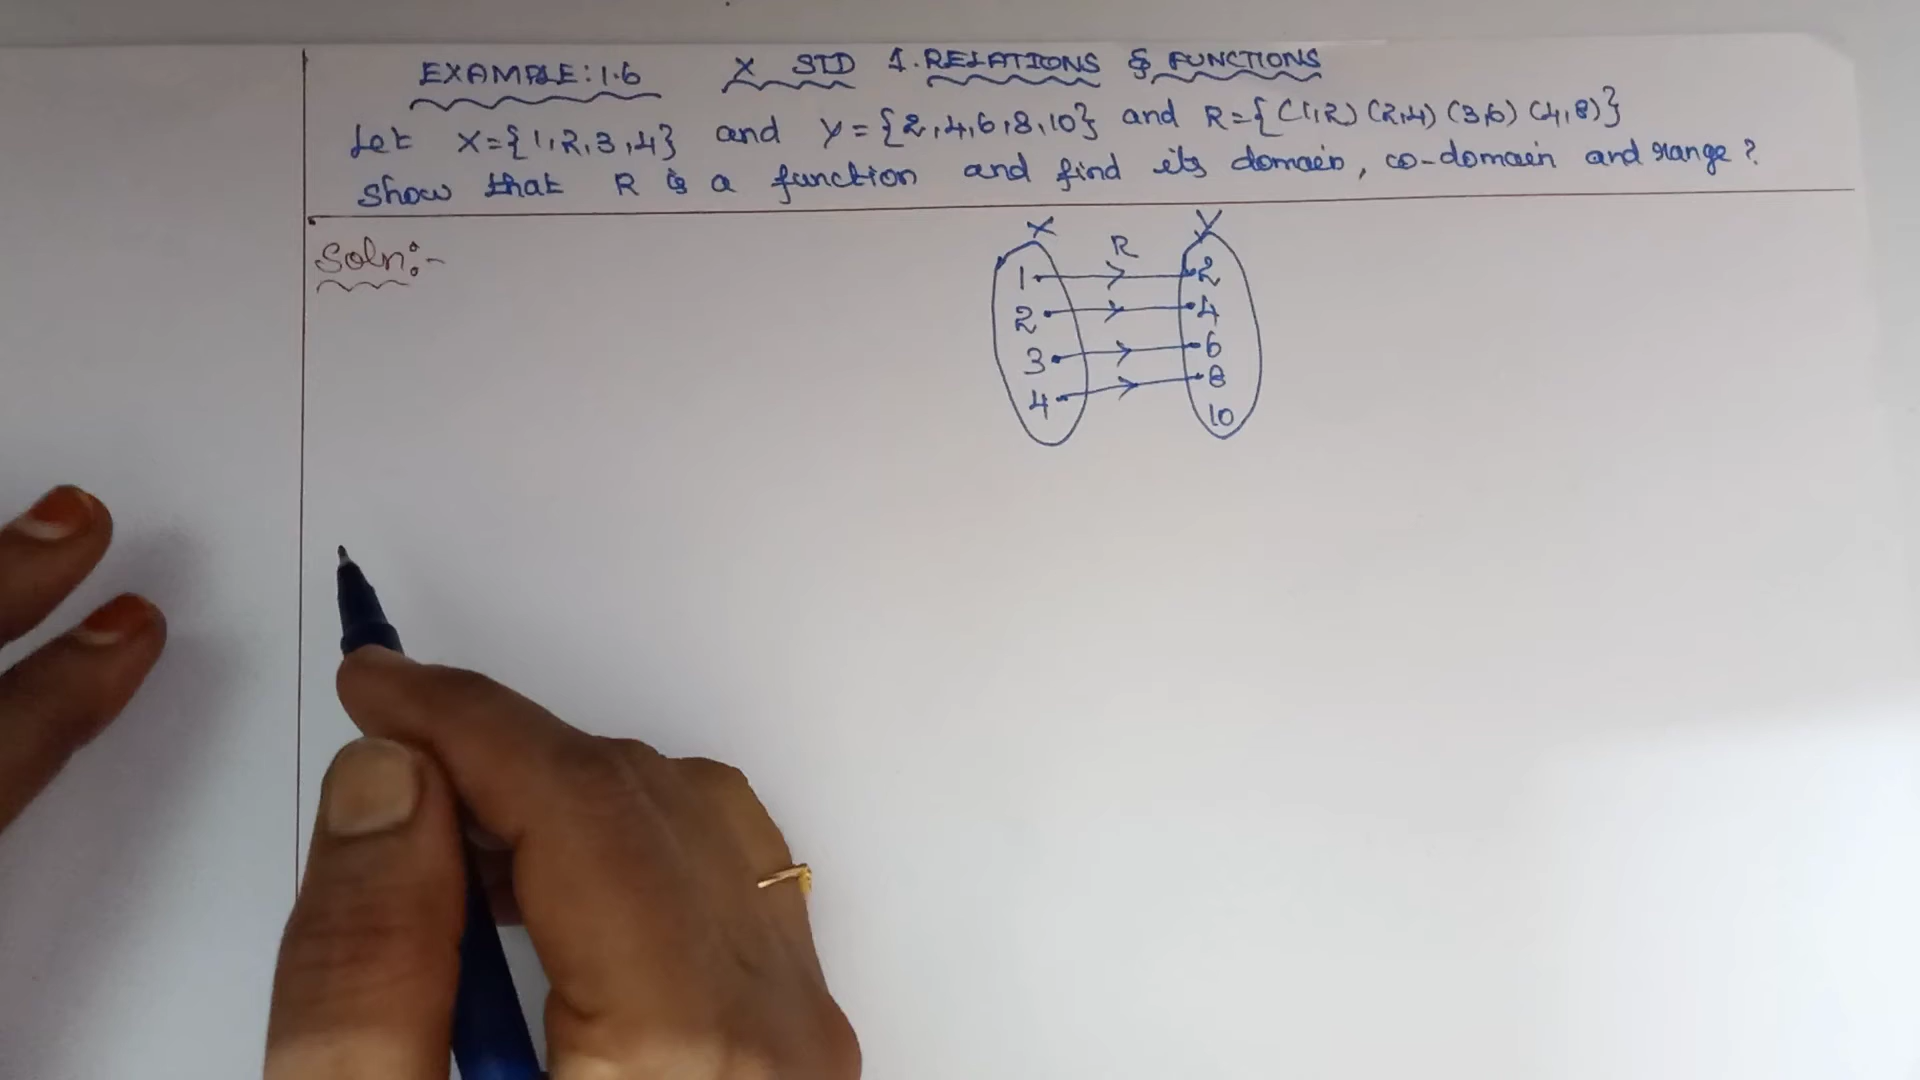 EXAMPLE: 1.6 X STD 1. RELATIONS & FUNCTIONS
Let X={1,2,3,4} and Y={2,4,6,8,10} and R={(1,2) (2,4) (3,6) (4,8)}
Show that R is a function and find its domain, co-domain and range?
Soln:-
X R Y
1 2
2 4
3 6
4 8
10